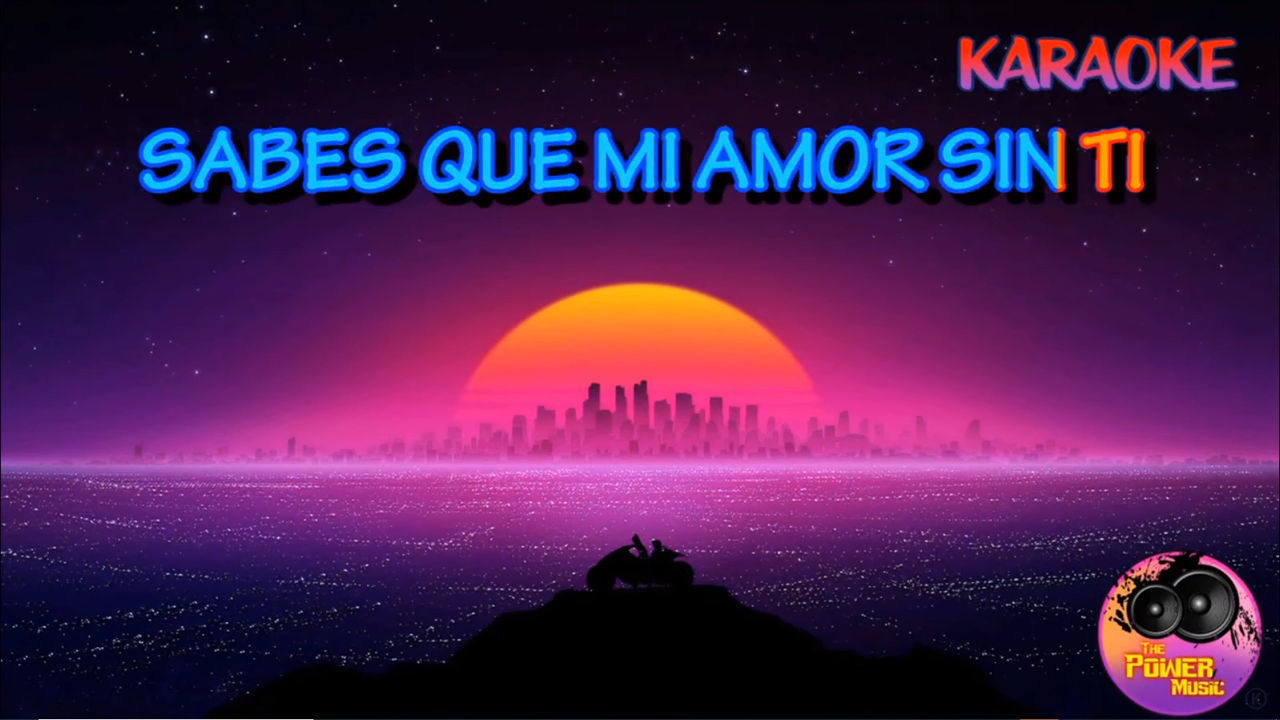 KARAOKE
SABES QUE MI AMOR SIN TI
THE
POWER
MUSIC